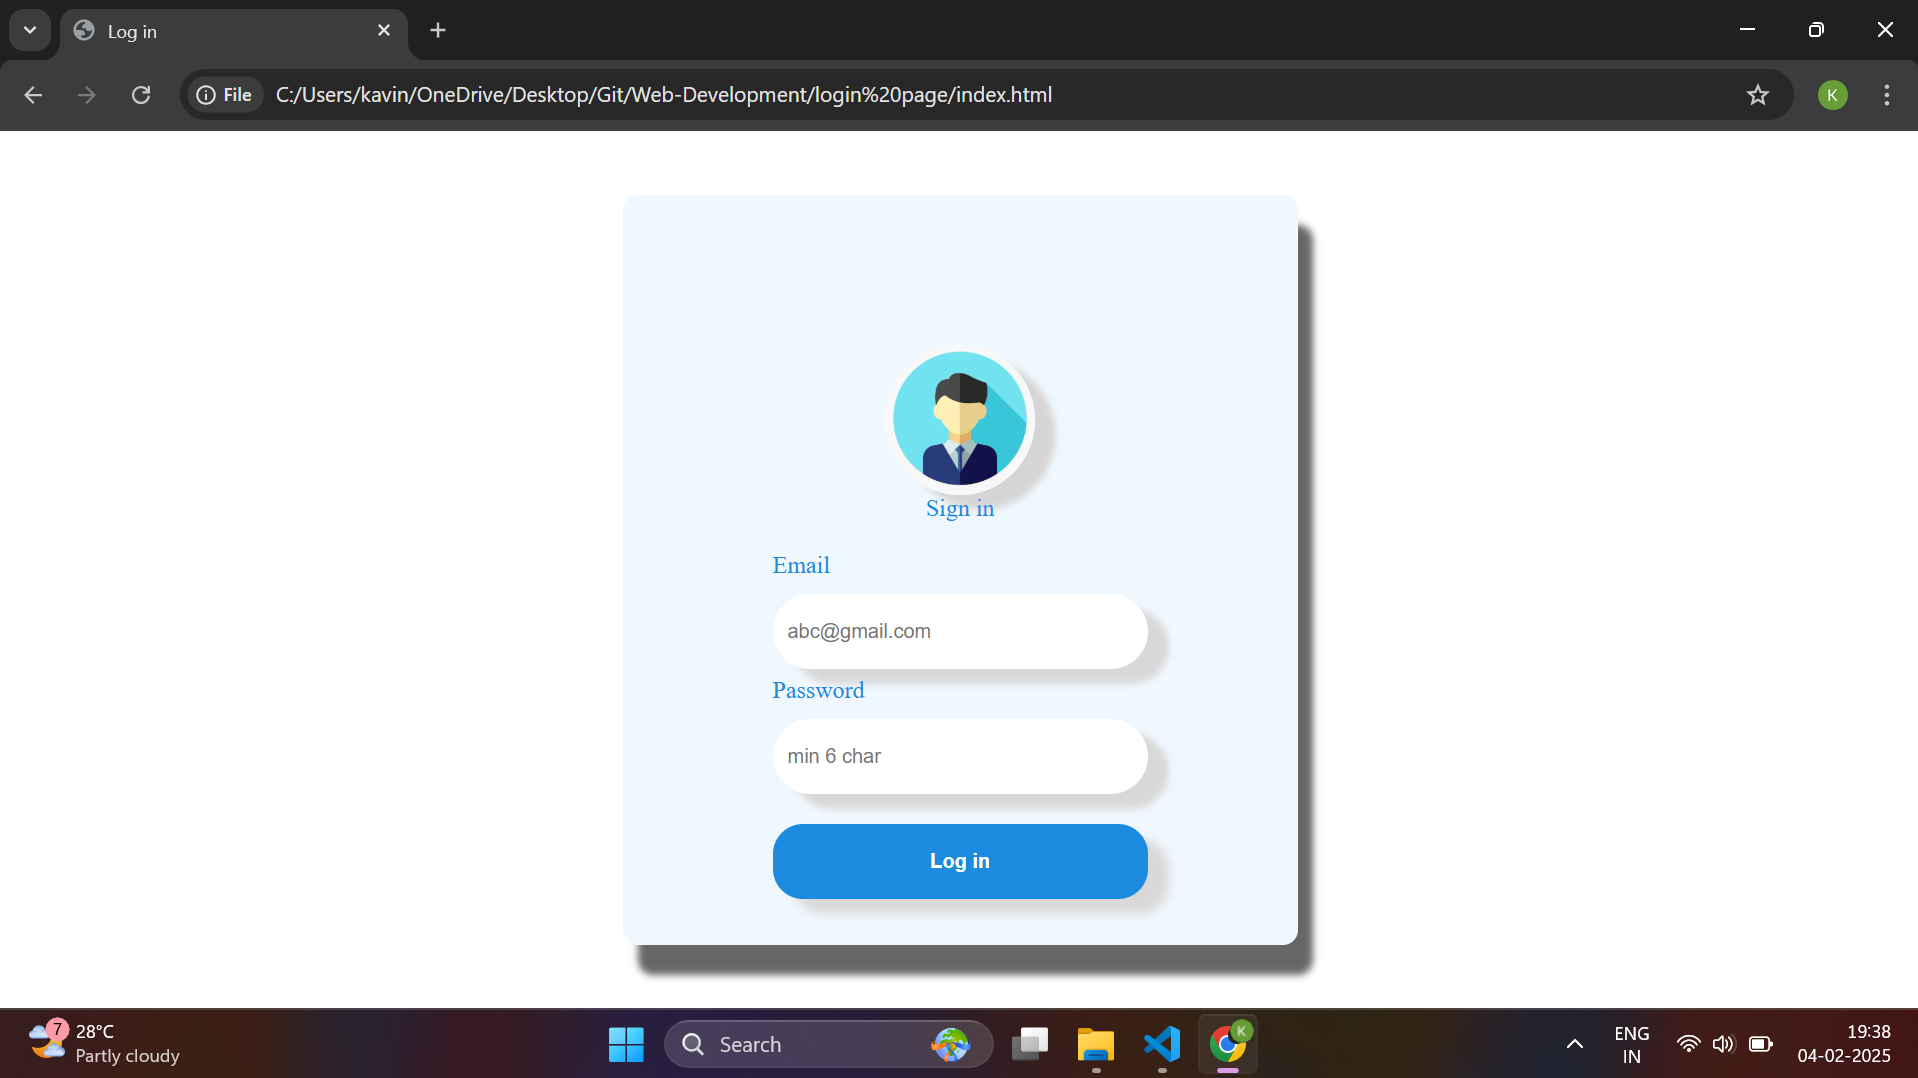 Log in
File
C:/Users/kavin/OneDrive/Desktop/Git/Web-Development/login%20page/index.html
K
Sign in
Email
abc@gmail.com
Password
min 6 char
Log in
7
28°C
Partly cloudy
Search
K
ENG
IN
19:38
04-02-2025